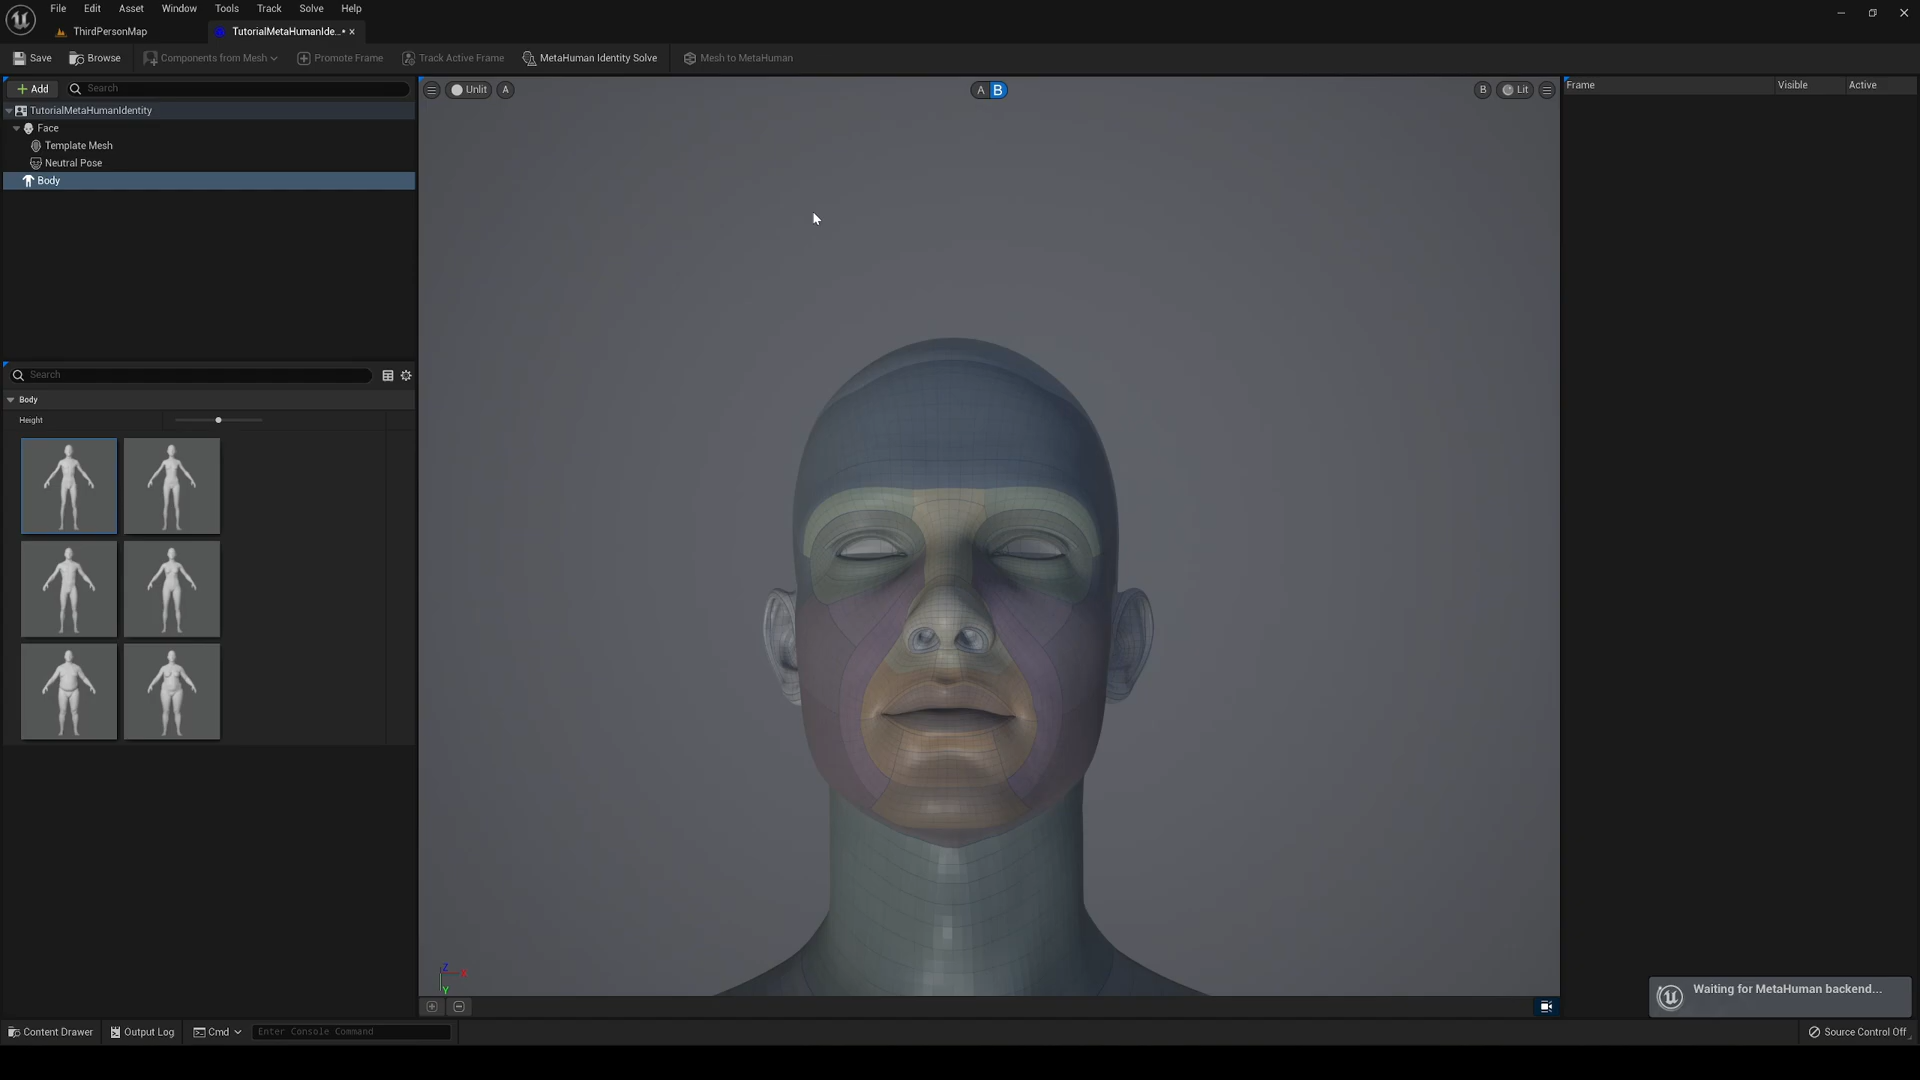 File Edit Asset Window Tools Track Solve Help
ThirdPersonMap
TutorialMetaHumanIde...•
Save Browse Components from Mesh Promote Frame Track Active Frame MetaHuman Identity Solve Mesh to MetaHuman
Add Search
TutorialMetaHumanIdentity
Face
Template Mesh
Neutral Pose
Body
Search
Body
Height
Unlit A
A B
B Lit
Frame Visible Active
Z X
Y
Waiting for MetaHuman backend...
Content Drawer Output Log Cmd Enter Console Command Source Control Off